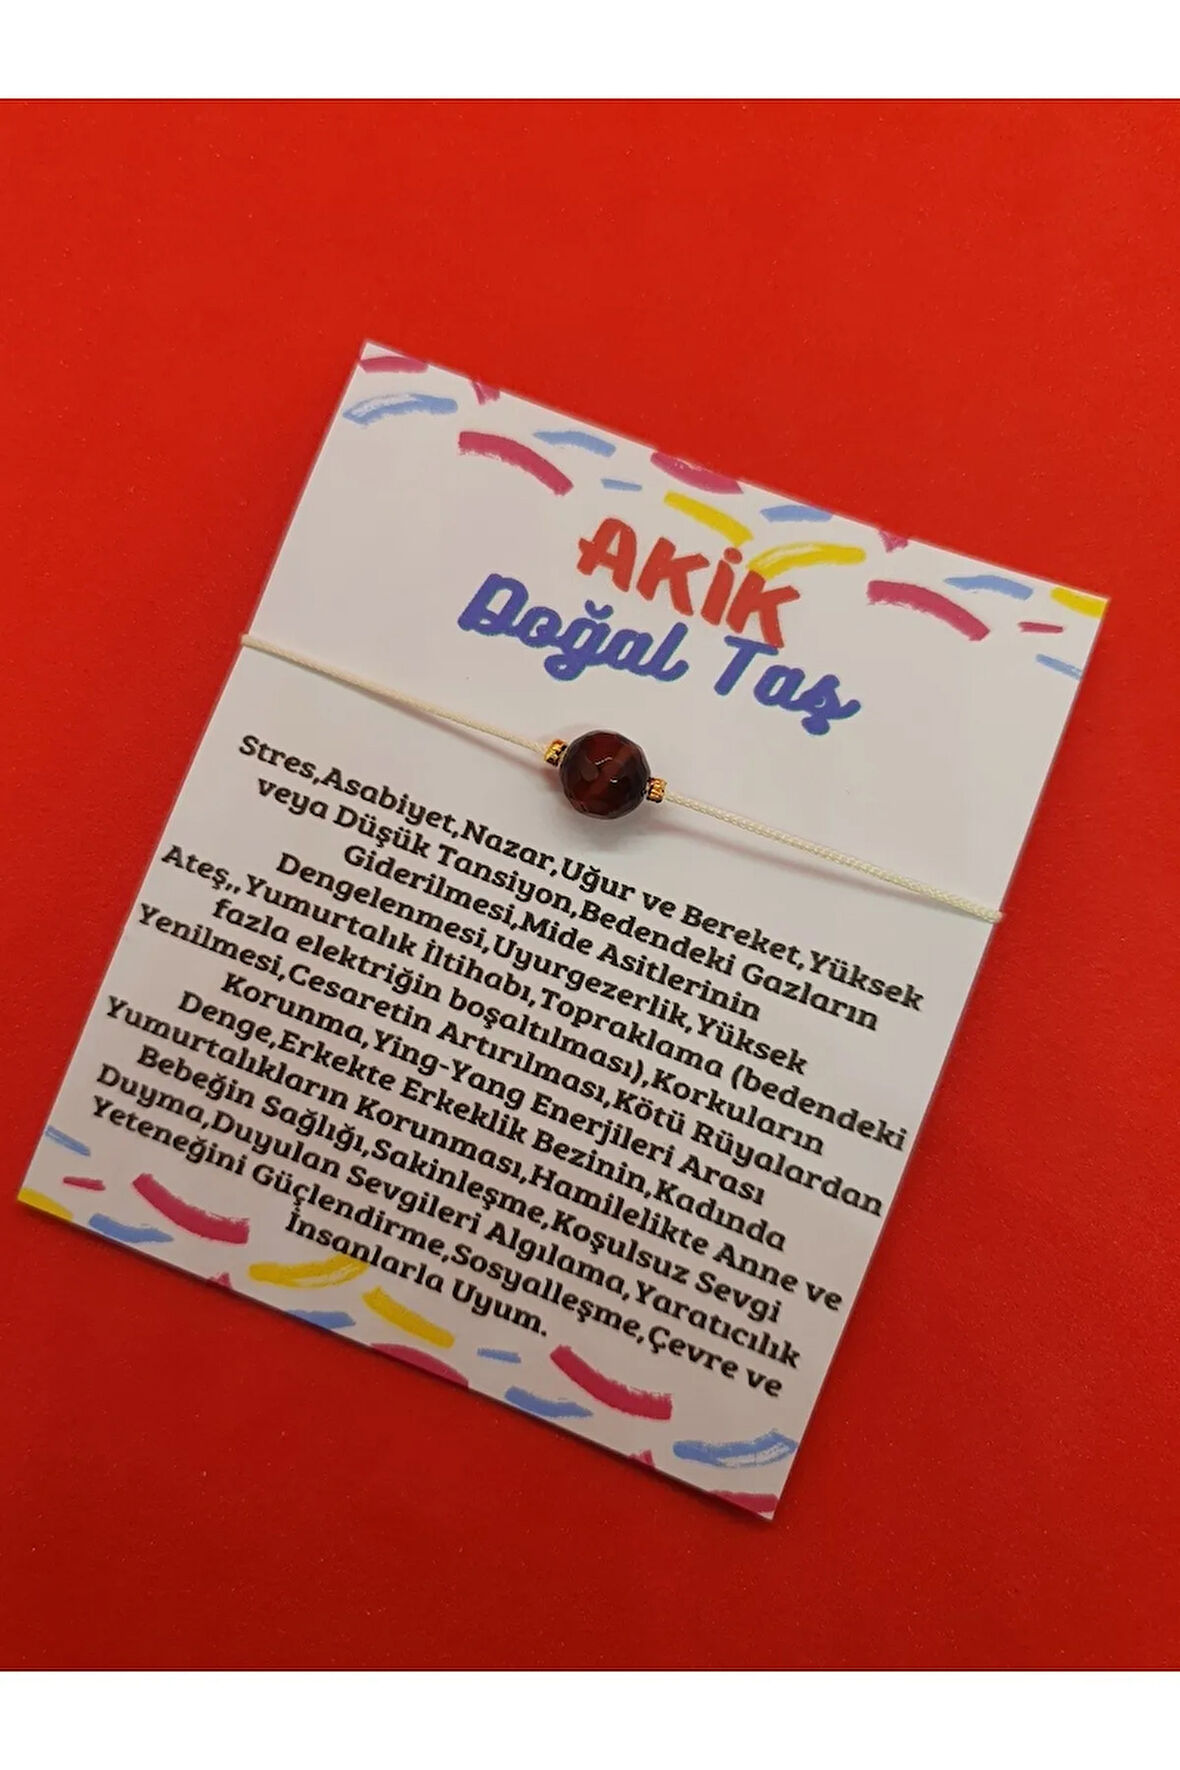 AKİK
Doğal Taş
Stres,Asabiyet,Nazar,Uğur ve Bereket,Yüksek
veya Düşük Tansiyon,Bedendeki Gazların
Giderilmesi,Mide Asitlerinin
Dengelenmesi,Uyurgezerlik,Yüksek
Ateş,,Yumurtalık İltihabı,Topraklama (bedendeki
fazla elektriğin boşaltılması),Korkuların
Yenilmesi,Cesaretin Artırılması,Kötü Rüyalardan
Korunma,Ying-Yang Enerjileri Arası
Denge,Erkekte Erkeklik Bezinin,Kadında
Yumurtalıkların Korunması,Hamilelikte Anne ve
Bebeğin Sağlığı,Sakinleşme,Koşulsuz Sevgi
Duyma,Duyulan Sevgileri Algılama,Yaratıcılık
Yeteneğini Güçlendirme,Sosyalleşme,Çevre ve
İnsanlarla Uyum.